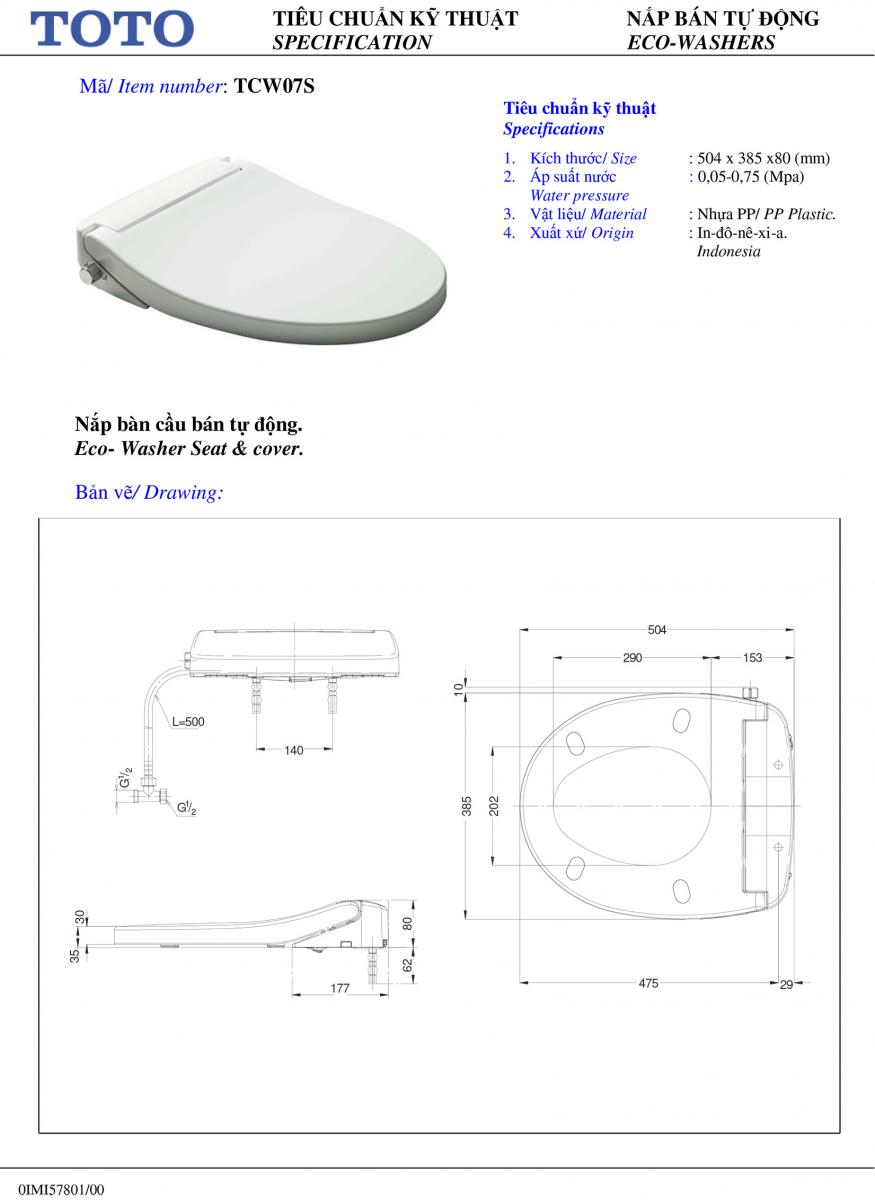 TOTO
TIÊU CHUẨN KỸ THUẬT
SPECIFICATION
NẮP BÁN TỰ ĐỘNG
ECO-WASHERS
Mã/ Item number: TCW07S
Tiêu chuẩn kỹ thuật
Specifications
1. Kích thước/ Size : 504 x 385 x80 (mm)
2. Áp suất nước : 0,05-0,75 (Mpa)
Water pressure
3. Vật liệu/ Material : Nhựa PP/ PP Plastic.
4. Xuất xứ/ Origin : In-đô-nê-xi-a.
Indonesia
Nắp bàn cầu bán tự động.
Eco- Washer Seat & cover.
Bản vẽ/ Drawing:
504
290
153
10
L=500
140
G1/2
G1/2
385
202
30
35
80
62
177
475
29
0IMI57801/00